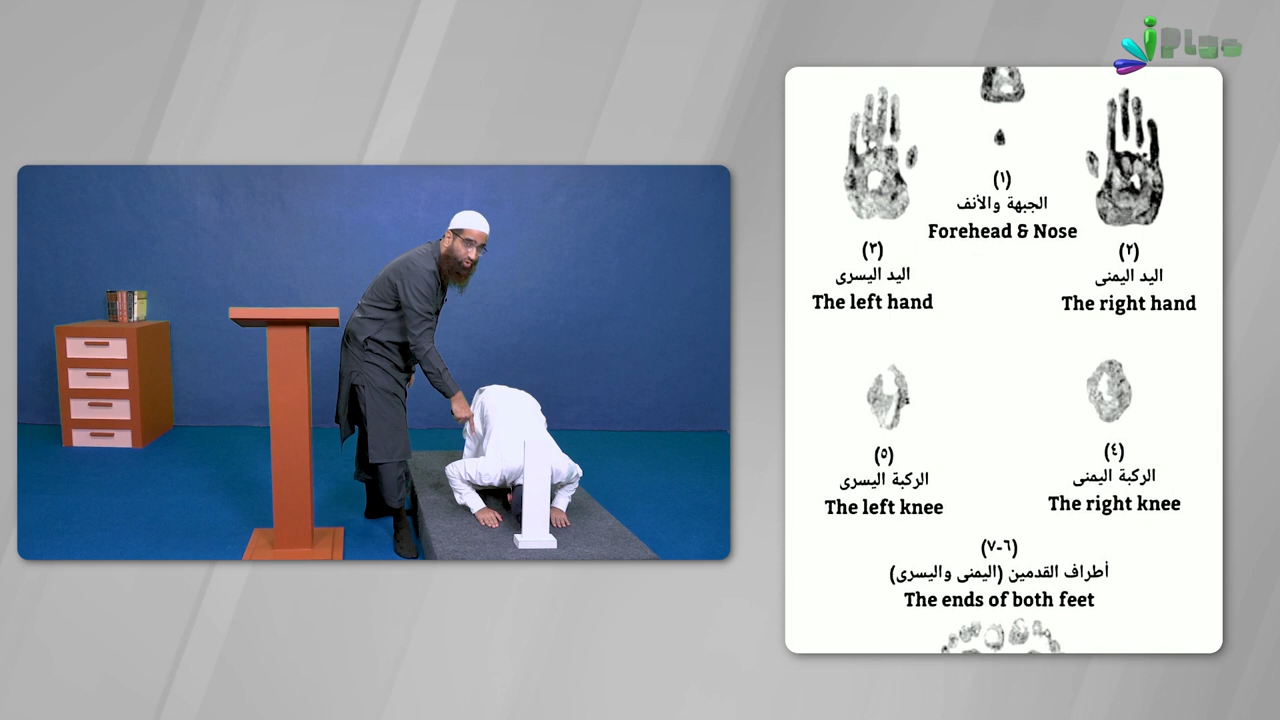 iPlus
(١)
الجبهة والأنف
Forehead & Nose
(٣)
اليد اليسرى
The left hand
(٢)
اليد اليمنى
The right hand
(٥)
الركبة اليسرى
The left knee
(٤)
الركبة اليمنى
The right knee
(٦-٧)
أطراف القدمين (اليمنى واليسرى)
The ends of both feet